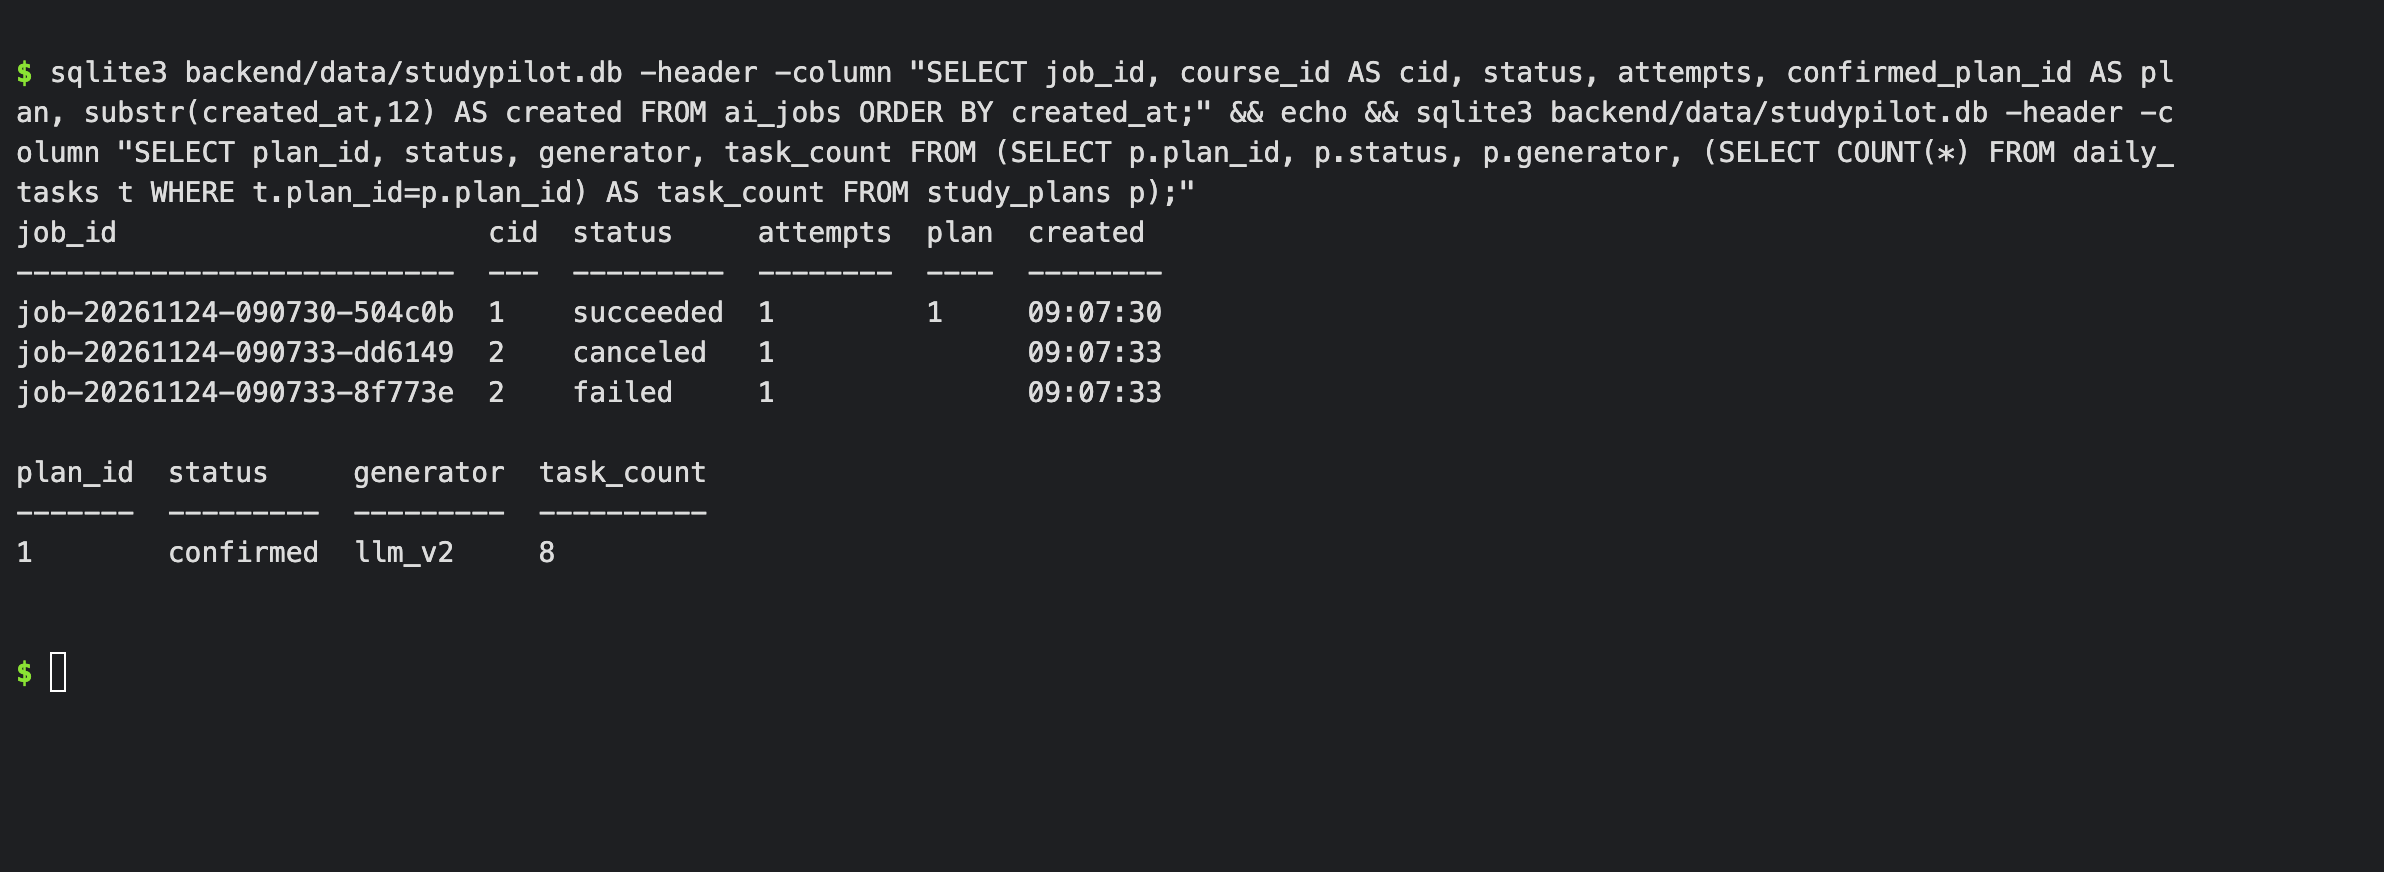 $ sqlite3 backend/data/studypilot.db -header -column "SELECT job_id, course_id AS cid, status, attempts, confirmed_plan_id AS pl
an, substr(created_at,12) AS created FROM ai_jobs ORDER BY created_at;" && echo && sqlite3 backend/data/studypilot.db -header -c
olumn "SELECT plan_id, status, generator, task_count FROM (SELECT p.plan_id, p.status, p.generator, (SELECT COUNT(*) FROM daily_
tasks t WHERE t.plan_id=p.plan_id) AS task_count FROM study_plans p);"
job_id                      cid  status     attempts  plan  created
--------------------------  ---  ---------  --------  ----  --------
job-20261124-090730-504c0b  1    succeeded  1         1     09:07:30
job-20261124-090733-dd6149  2    canceled   1               09:07:33
job-20261124-090733-8f773e  2    failed     1               09:07:33

plan_id  status     generator  task_count
-------  ---------  ---------  ----------
1        confirmed  llm_v2     8

$